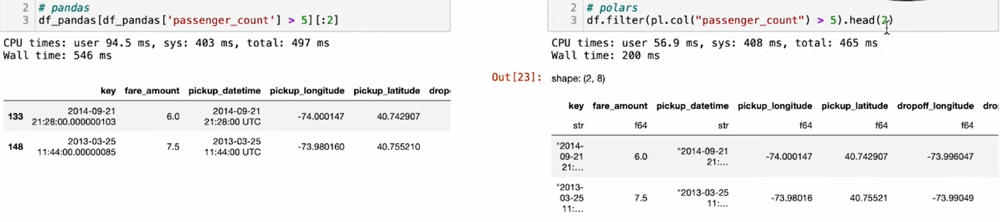 2 # pandas
3 df_pandas[df_pandas['passenger_count'] > 5][:2]
CPU times: user 94.5 ms, sys: 403 ms, total: 497 ms
Wall time: 546 ms
key fare_amount pickup_datetime pickup_longitude pickup_latitude drop
133 2014-09-21 21:28:00.000000103 6.0 2014-09-21 21:28:00 UTC -74.000147 40.742907
148 2013-03-25 11:44:00.00000085 7.5 2013-03-25 11:44:00 UTC -73.980160 40.755210
2 # polars
3 df.filter(pl.col("passenger_count") > 5).head(2)
CPU times: user 56.9 ms, sys: 408 ms, total: 465 ms
Wall time: 200 ms
Out[23]: shape: (2, 8)
key fare_amount pickup_datetime pickup_longitude pickup_latitude dropoff_longitude dro
str f64 str f64 f64 f64
"2014-09-21 21:... 6.0 "2014-09-21 21:... -74.000147 40.742907 -73.996047
"2013-03-25 11:... 7.5 "2013-03-25 11:... -73.98016 40.75521 -73.99049